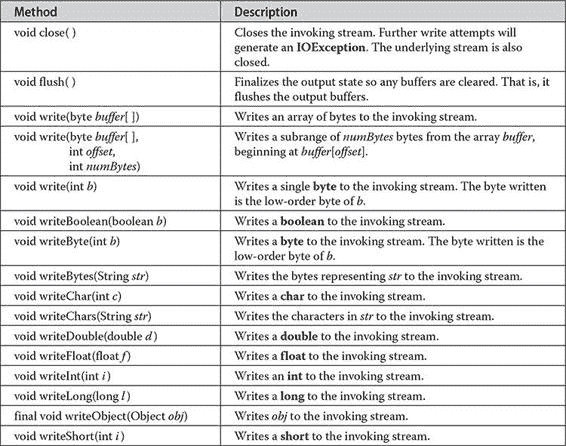 Method Description
void close( ) Closes the invoking stream. Further write attempts will
generate an IOException. The underlying stream is also
closed.
void flush( ) Finalizes the output state so any buffers are cleared. That is, it
flushes the output buffers.
void write(byte buffer[ ]) Writes an array of bytes to the invoking stream.
void write(byte buffer[ ], Writes a subrange of numBytes bytes from the array buffer,
int offset, beginning at buffer[offset].
int numBytes)
void write(int b) Writes a single byte to the invoking stream. The byte written
is the low-order byte of b.
void writeBoolean(boolean b) Writes a boolean to the invoking stream.
void writeByte(int b) Writes a byte to the invoking stream. The byte written is the
low-order byte of b.
void writeBytes(String str) Writes the bytes representing str to the invoking stream.
void writeChar(int c) Writes a char to the invoking stream.
void writeChars(String str) Writes the characters in str to the invoking stream.
void writeDouble(double d ) Writes a double to the invoking stream.
void writeFloat(float f ) Writes a float to the invoking stream.
void writeInt(int i ) Writes an int to the invoking stream.
void writeLong(long l ) Writes a long to the invoking stream.
final void writeObject(Object obj) Writes obj to the invoking stream.
void writeShort(int i ) Writes a short to the invoking stream.